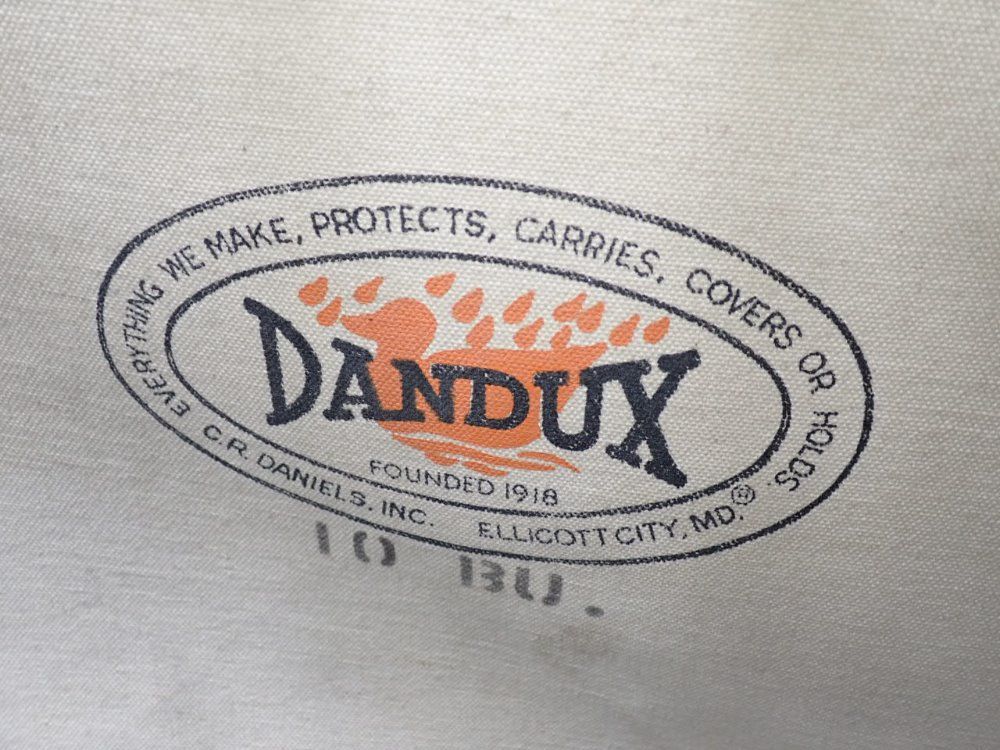 EVERYTHING WE MAKE, PROTECTS, CARRIES, COVERS OR HOLDS.
DANDUX
FOUNDED 1918
C.R. DANIELS, INC. ELLICOTT CITY, MD.®
10 BU.